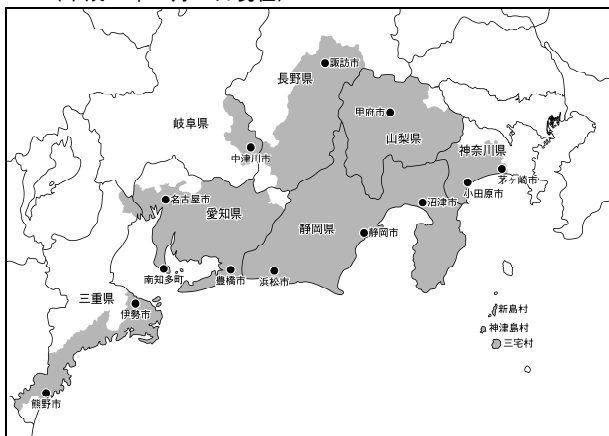 長野県
諏訪市
岐阜県
甲府市
山梨県
中津川市
神奈川県
茅ヶ崎市
小田原市
名古屋市
愛知県
沼津市
静岡県
静岡市
南知多町
豊橋市
浜松市
三重県
伊勢市
新島村
神津島村
三宅村
熊野市